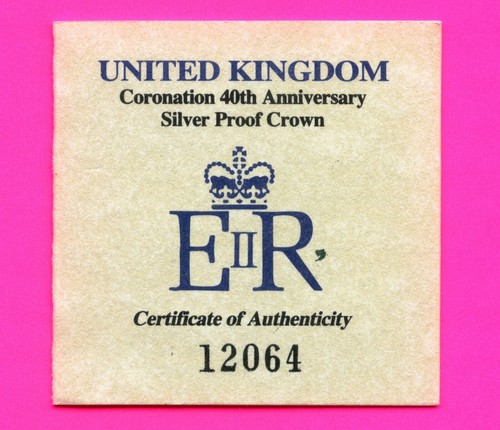 UNITED KINGDOM
Coronation 40th Anniversary
Silver Proof Crown
EIIR
Certificate of Authenticity
12064